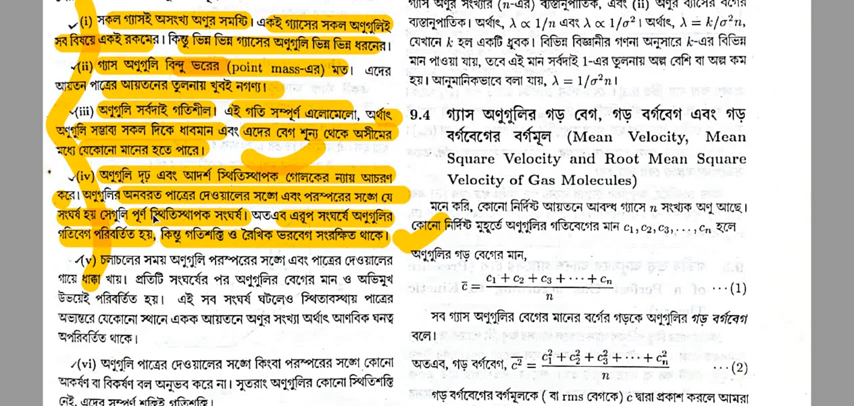 (i) সকল গ্যাসই অসংখ্য অণুর সমষ্টি। একই গ্যাসের সকল অণুগুলিই
সব বিষয়ে একই রকমের। কিন্তু ভিন্ন ভিন্ন গ্যাসের অণুগুলি ভিন্ন ভিন্ন ধরনের।
(ii) গ্যাস অণুগুলি বিন্দু ভরের (point mass-এর) মত। এদের
আয়তন পাত্রের আয়তনের তুলনায় খুবই নগণ্য।
(iii) অণুগুলি সর্বদাই গতিশীল। এই গতি সম্পূর্ণ এলোমেলো, অর্থাৎ
অণুগুলি সম্ভাব্য সকল দিকে ধাবমান এবং এদের বেগ শূন্য থেকে অসীমের
মধ্যে যেকোনো মানের হতে পারে।
(iv) অণুগুলি দৃঢ় এবং আদর্শ স্থিতিস্থাপক গোলকের ন্যায় আচরণ
করে। অণুগুলির অনবরত পাত্রের দেওয়ালের সঙ্গে এবং পরস্পরের সঙ্গে যে
সংঘর্ষ হয় সেগুলি পূর্ণ স্থিতিস্থাপক সংঘর্ষ। অতএব এরূপ সংঘর্ষে অণুগুলির
গতিবেগ পরিবর্তিত হয়, কিন্তু গতিশক্তি ও রৈখিক ভরবেগ সংরক্ষিত থাকে।
(v) চলাচলের সময় অণুগুলি পরস্পরের সঙ্গে এবং পাত্রের দেওয়ালের
গায়ে ধাক্কা খায়। প্রতিটি সংঘর্ষের পর অণুগুলির বেগের মান ও অভিমুখ
উভয়েই পরিবর্তিত হয়। এই সব সংঘর্ষ ঘটলেও স্থিতাবস্থায় পাত্রের
অভ্যন্তরে যেকোনো স্থানে একক আয়তনে অণুর সংখ্যা অর্থাৎ আণবিক ঘনত্ব
অপরিবর্তিত থাকে।
(vi) অণুগুলি পাত্রের দেওয়ালের সঙ্গে কিংবা পরস্পরের সঙ্গে কোনো
আকর্ষণ বা বিকর্ষণ বল অনুভব করে না। সুতরাং অণুগুলির কোনো স্থিতিশক্তি
নেই, এদের সম্পূর্ণ শক্তিই গতিশক্তি।
গ্যাস অণুর সংখ্যার (n-এর) ব্যস্তানুপাতিক, এবং (ii) অণুর ব্যাসের বর্গের
ব্যস্তানুপাতিক। অর্থাৎ, λ ∝ 1/n এবং λ ∝ 1/σ²। অর্থাৎ, λ = k/σ²n,
যেখানে k হল একটি ধ্রুবক। বিভিন্ন বিজ্ঞানীর গণনা অনুসারে k-এর বিভিন্ন
মান পাওয়া যায়, তবে এই মান সর্বদাই 1-এর তুলনায় অল্প বেশি বা অল্প কম
হয়। আনুমানিকভাবে বলা যায়, λ = 1/σ²n।
9.4 গ্যাস অণুগুলির গড় বেগ, গড় বর্গবেগ এবং গড়
বর্গবেগের বর্গমূল (Mean Velocity, Mean
Square Velocity and Root Mean Square
Velocity of Gas Molecules)
মনে করি, কোনো নির্দিষ্ট আয়তনে আবদ্ধ গ্যাসে n সংখ্যক অণু আছে।
কোনো নির্দিষ্ট মুহূর্তে অণুগুলির গতিবেগের মান c₁, c₂, c₃, ..., cₙ হলে
অণুগুলির গড় বেগের মান,
c̄ = (c₁ + c₂ + c₃ + ··· + cₙ)/n ···(1)
সব গ্যাস অণুগুলির বেগের মানের বর্গের গড়কে অণুগুলির গড় বর্গবেগ
বলে।
অতএব, গড় বর্গবেগ, c̄² = (c₁² + c₂² + c₃² + ··· + cₙ²)/n ···(2)
গড় বর্গবেগের বর্গমূলকে ( বা rms বেগকে) c দ্বারা প্রকাশ করলে আমরা